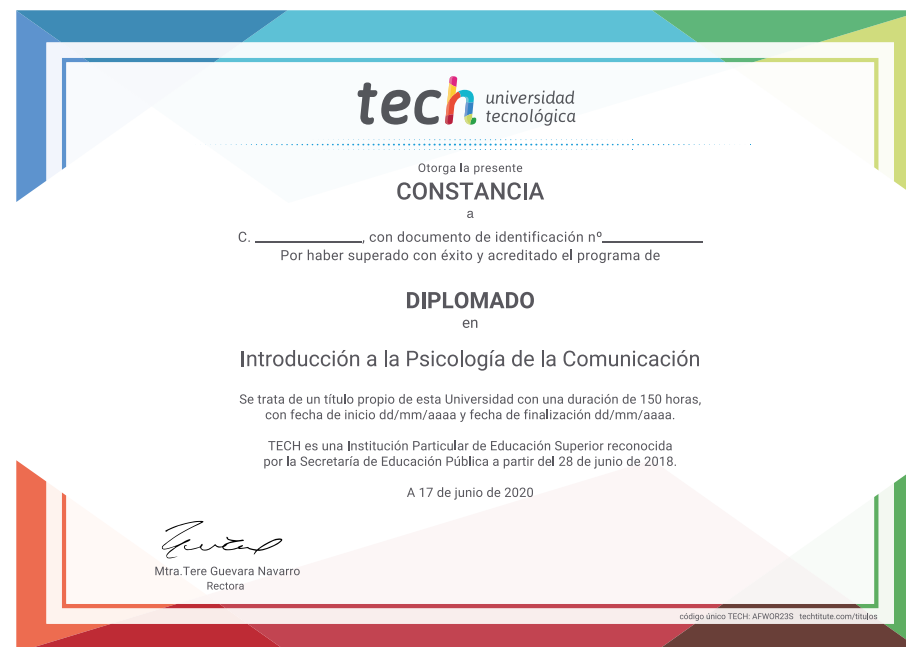 tech universidad
tecnológica
Otorga la presente
CONSTANCIA
a
C. ____________, con documento de identificación nº____________
Por haber superado con éxito y acreditado el programa de
DIPLOMADO
en
Introducción a la Psicología de la Comunicación
Se trata de un título propio de esta Universidad con una duración de 150 horas,
con fecha de inicio dd/mm/aaaa y fecha de finalización dd/mm/aaaa.
TECH es una Institución Particular de Educación Superior reconocida
por la Secretaría de Educación Pública a partir del 28 de junio de 2018.
A 17 de junio de 2020
Mtra.Tere Guevara Navarro
Rectora
código único TECH: AFWOR23S techtitute.com/titulos